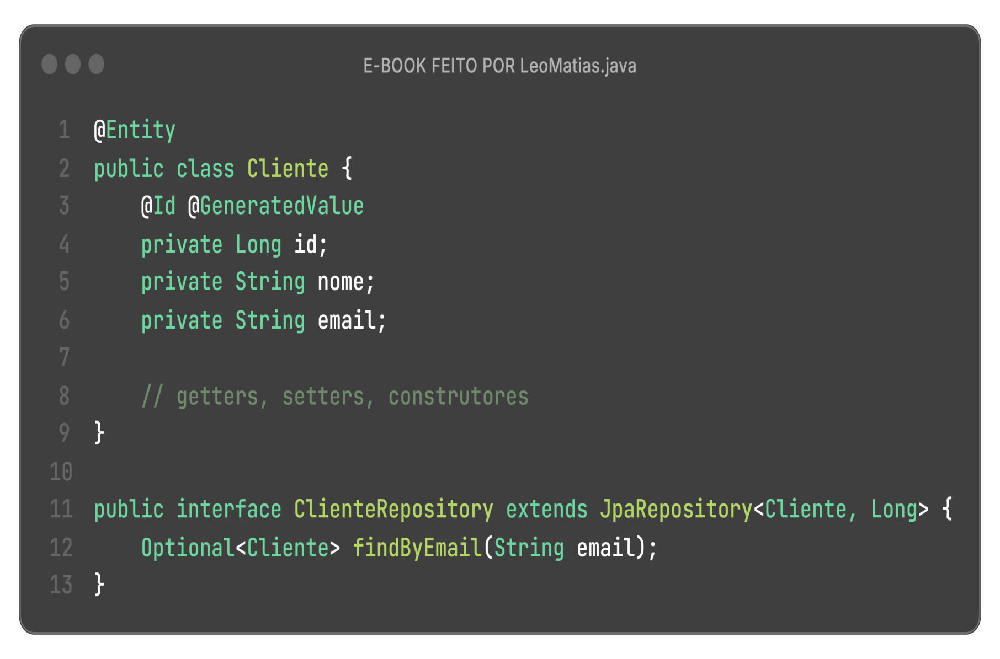 E-BOOK FEITO POR LeoMatias.java
1 @Entity
2 public class Cliente {
3     @Id @GeneratedValue
4     private Long id;
5     private String nome;
6     private String email;
7
8     // getters, setters, construtores
9 }
10
11 public interface ClienteRepository extends JpaRepository<Cliente, Long> {
12     Optional<Cliente> findByEmail(String email);
13 }